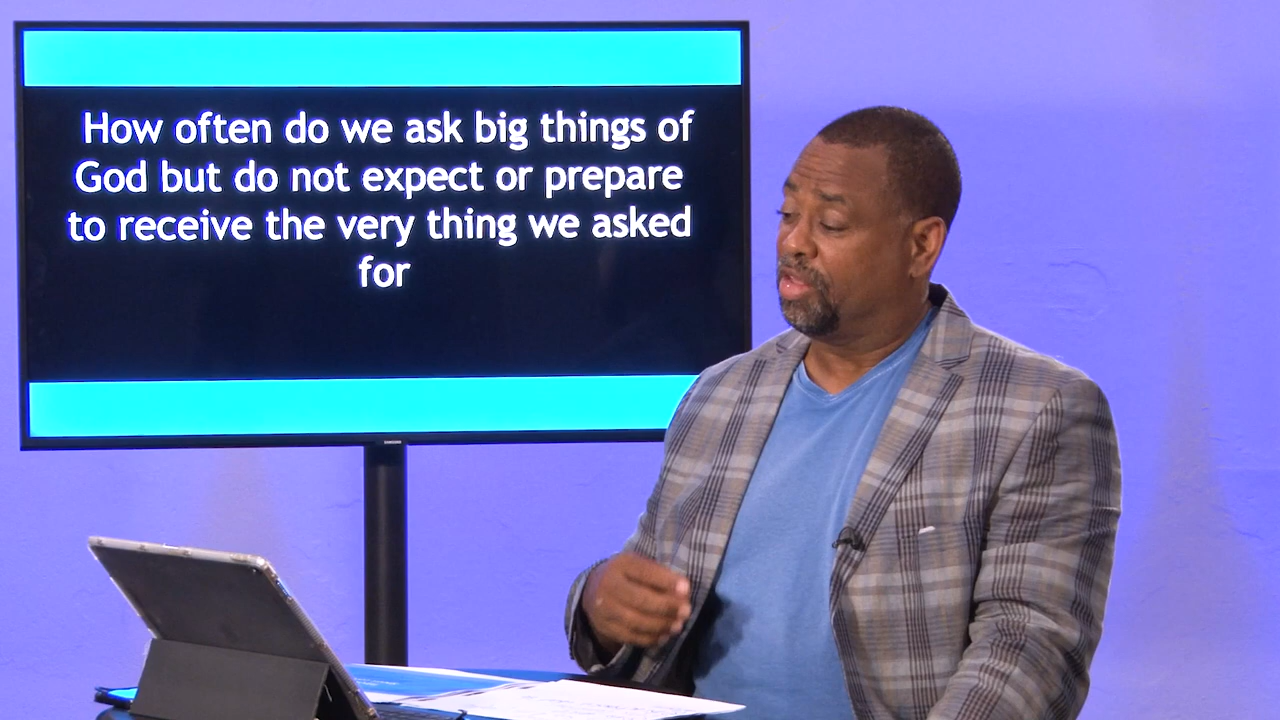 How often do we ask big things of
God but do not expect or prepare
to receive the very thing we asked
for
SAMSUNG